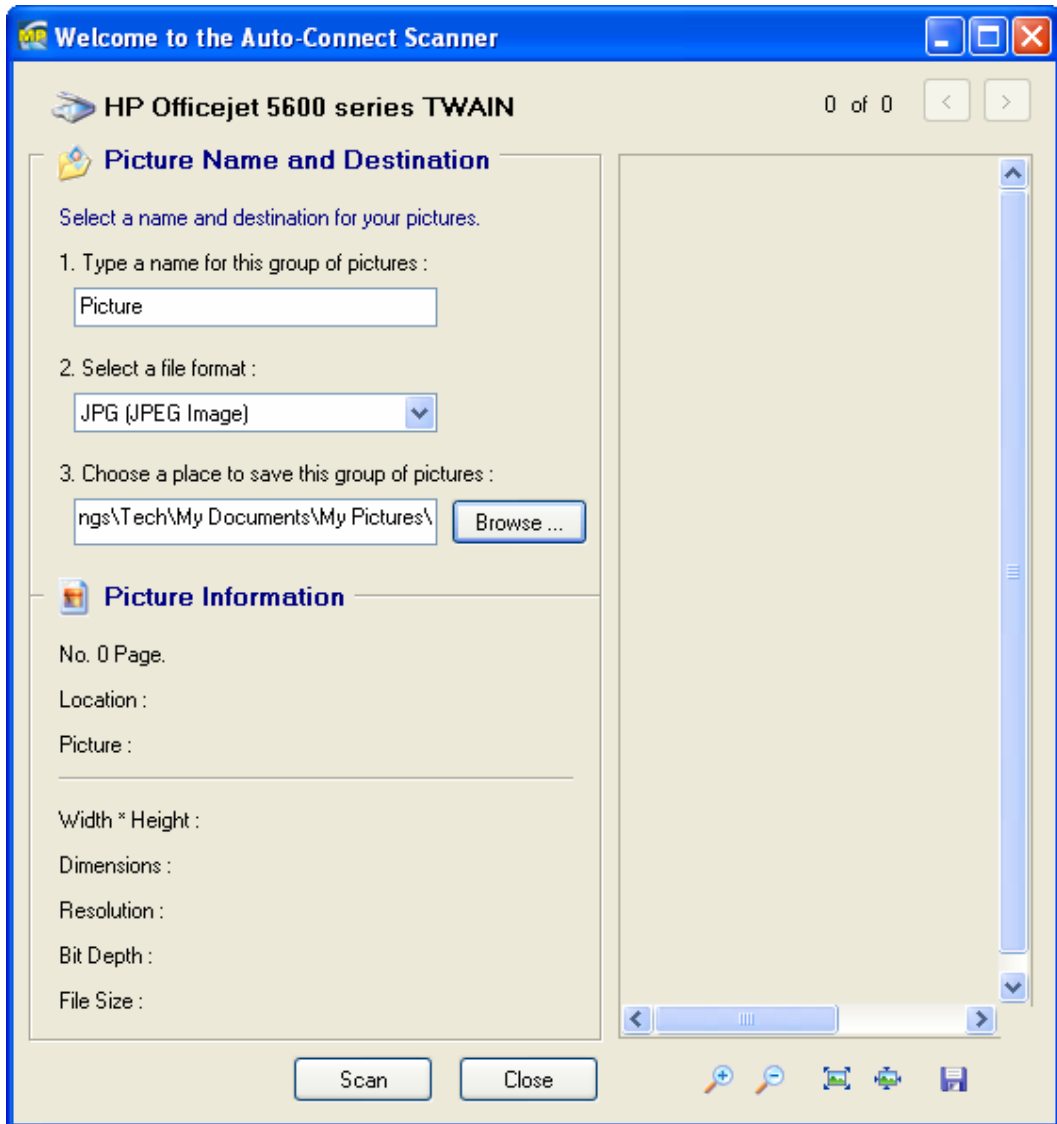 Welcome to the Auto-Connect Scanner
HP Officejet 5600 series TWAIN
0 of 0
Picture Name and Destination
Select a name and destination for your pictures.
1. Type a name for this group of pictures :
Picture
2. Select a file format :
JPG (JPEG Image)
3. Choose a place to save this group of pictures :
ngs\Tech\My Documents\My Pictures\
Browse ...
Picture Information
No. 0 Page.
Location :
Picture :
Width * Height :
Dimensions :
Resolution :
Bit Depth :
File Size :
Scan
Close